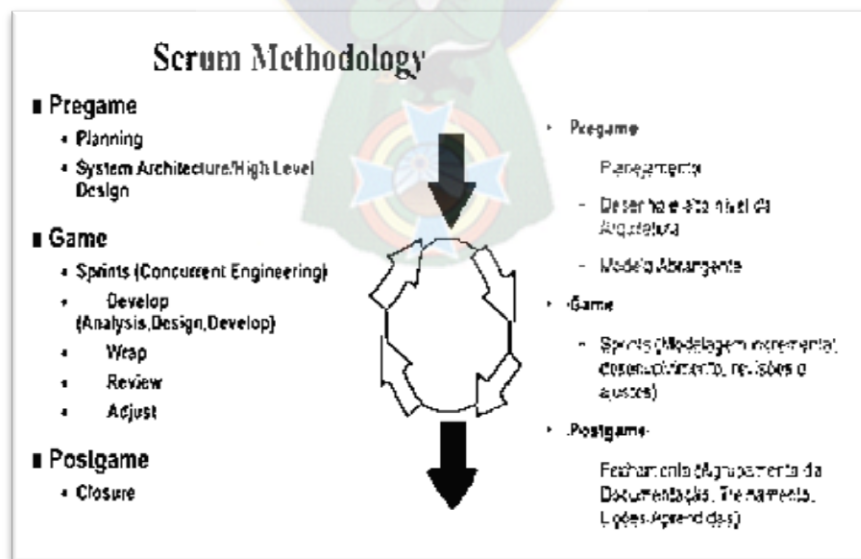 Scrum Methodology
Pregame
Planning
System Architecture/High Level
Design
Game
Sprints (Concurrent Engineering)
Develop
(Analysis,Design,Develop)
Wrap
Review
Adjust
Postgame
Closure
Pregame
Planejamento
Desenho e alto nivel da
Arquitetura
Modelo Abrangente
Game
Sprints (Modelagem incremental,
desenvolvimento, revisões e
ajustes)
Postgame
Fechamento (Agrupamento da
Documentação, Treinamento,
Lições Aprendidas)